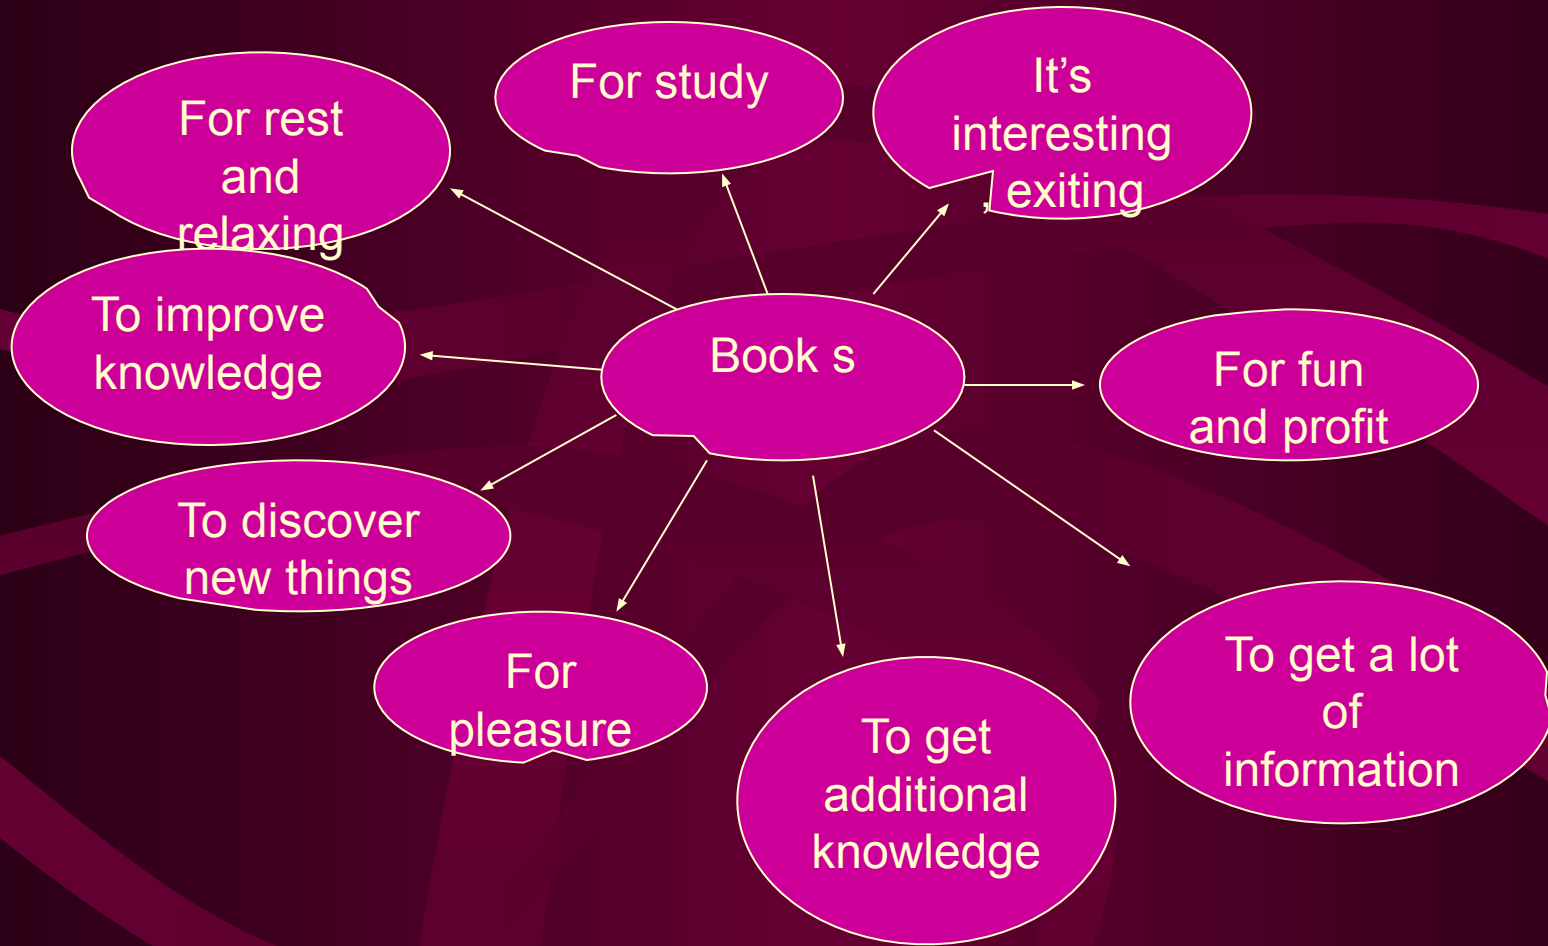 For rest
and
relaxing
For study
It’s
interesting
, exiting
To improve
knowledge
Book s
For fun
and profit
To discover
new things
For
pleasure
To get
additional
knowledge
To get a lot
of
information